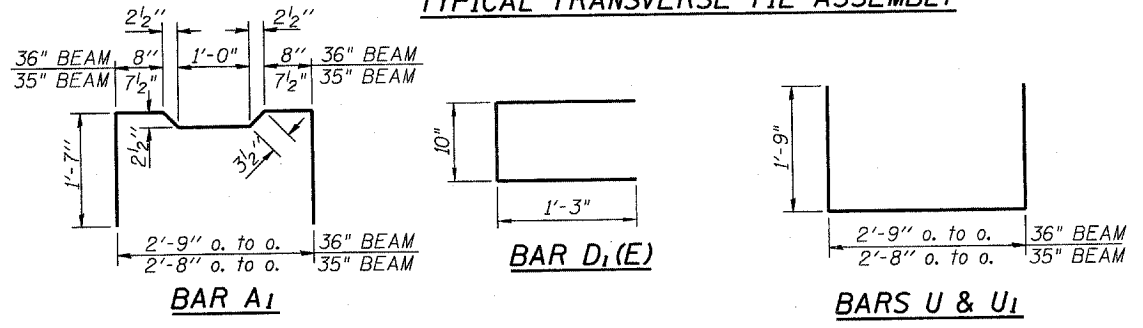 TYPICAL TRANSVERSE TIE ASSEMBLY
2½" 2½"
36" BEAM 8" 1'-0" 8" 36" BEAM
35" BEAM 7½" 7½" 35" BEAM
1'-7" 2½" 3½"
2'-9" o. to o. 36" BEAM
2'-8" o. to o. 35" BEAM
BAR A1
10"
1'-3"
BAR D1(E)
1'-9"
2'-9" o. to o. 36" BEAM
2'-8" o. to o. 35" BEAM
BARS U & U1